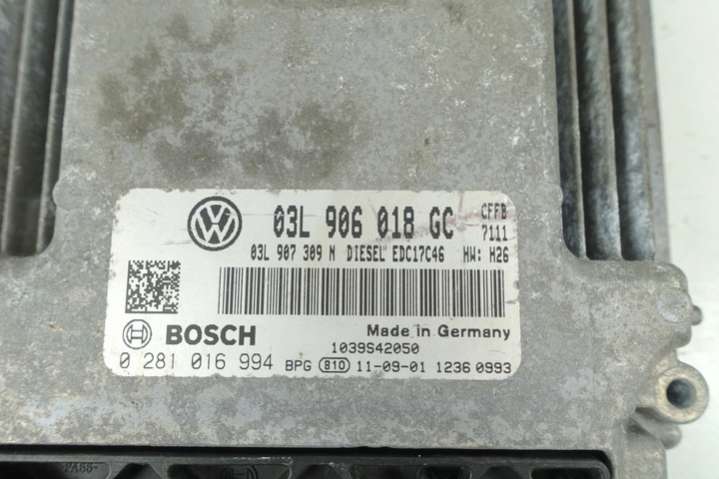 03L 906 018 GC CFFB
7111
03L 907 309 M DIESEL EDC17C46 HW: H26
BOSCH Made in Germany
1039S42050
0 281 016 994 BPG 810 11-09-01 1236 0993